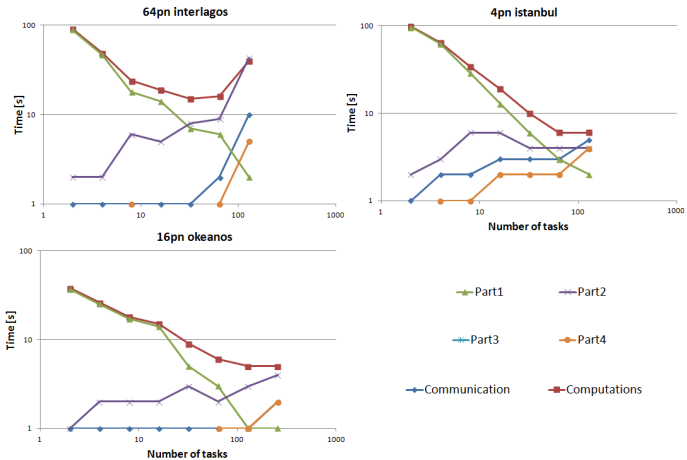 64pn interlagos
Time [s]
100
10
1
1
10
100
1000
4pn istanbul
Time [s]
100
10
1
1
10
100
1000
Number of tasks
16pn okeanos
Time [s]
100
10
1
1
10
100
1000
Number of tasks
Part1
Part2
Part3
Part4
Communication
Computations